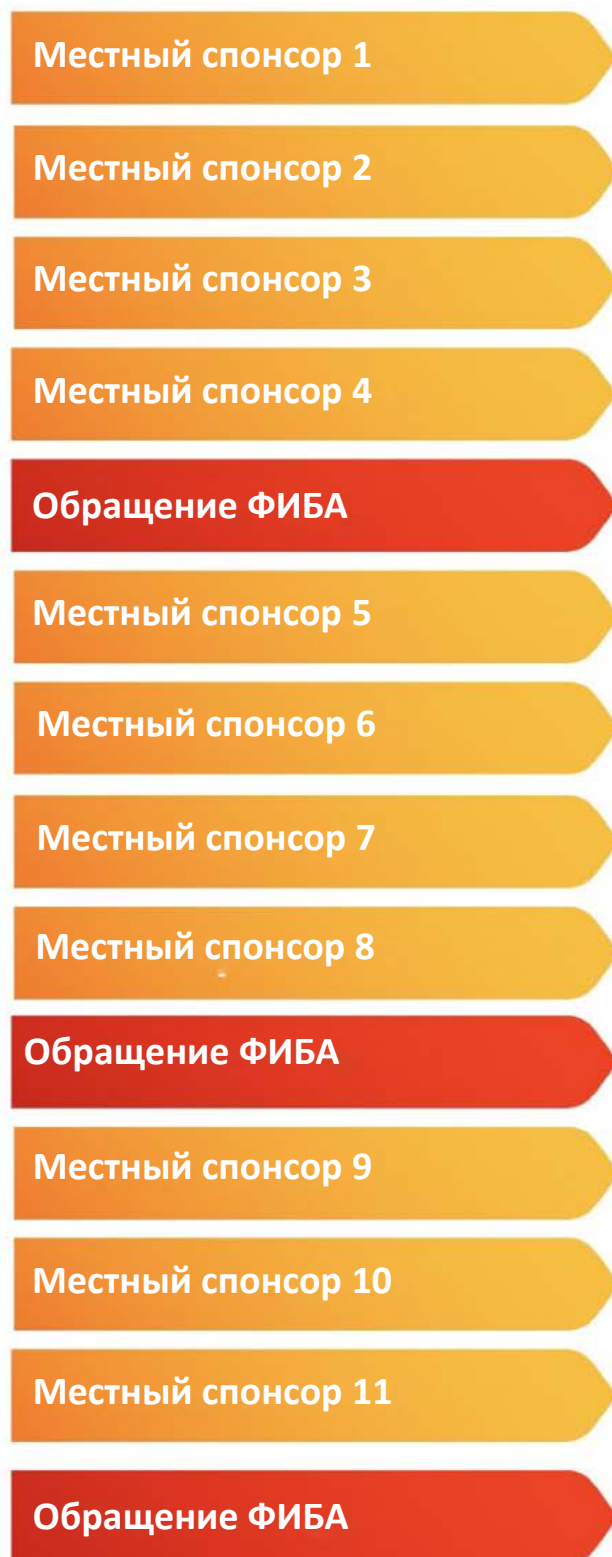 Местный спонсор 1
Местный спонсор 2
Местный спонсор 3
Местный спонсор 4
Обращение ФИБА
Местный спонсор 5
Местный спонсор 6
Местный спонсор 7
Местный спонсор 8
Обращение ФИБА
Местный спонсор 9
Местный спонсор 10
Местный спонсор 11
Обращение ФИБА